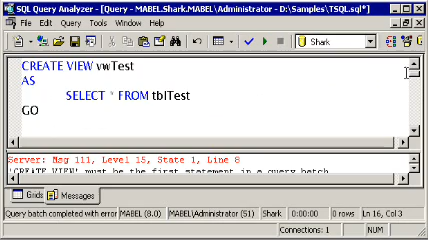 SQL Query Analyzer - [Query - MABEL.Shark.MABEL\Administrator - D:\Samples\TSQL.sql*]
File Edit Query Tools Window Help
Shark
CREATE VIEW vwTest
AS
SELECT * FROM tblTest
GO
Server: Msg 111, Level 15, State 1, Line 8
'CREATE VIEW' must be the first statement in a query batch
Grids Messages
Query batch completed with error MABEL (8.0) MABEL\Administrator (51) Shark 0:00:00 0 rows Ln 16, Col 3
Connections: 1 NUM